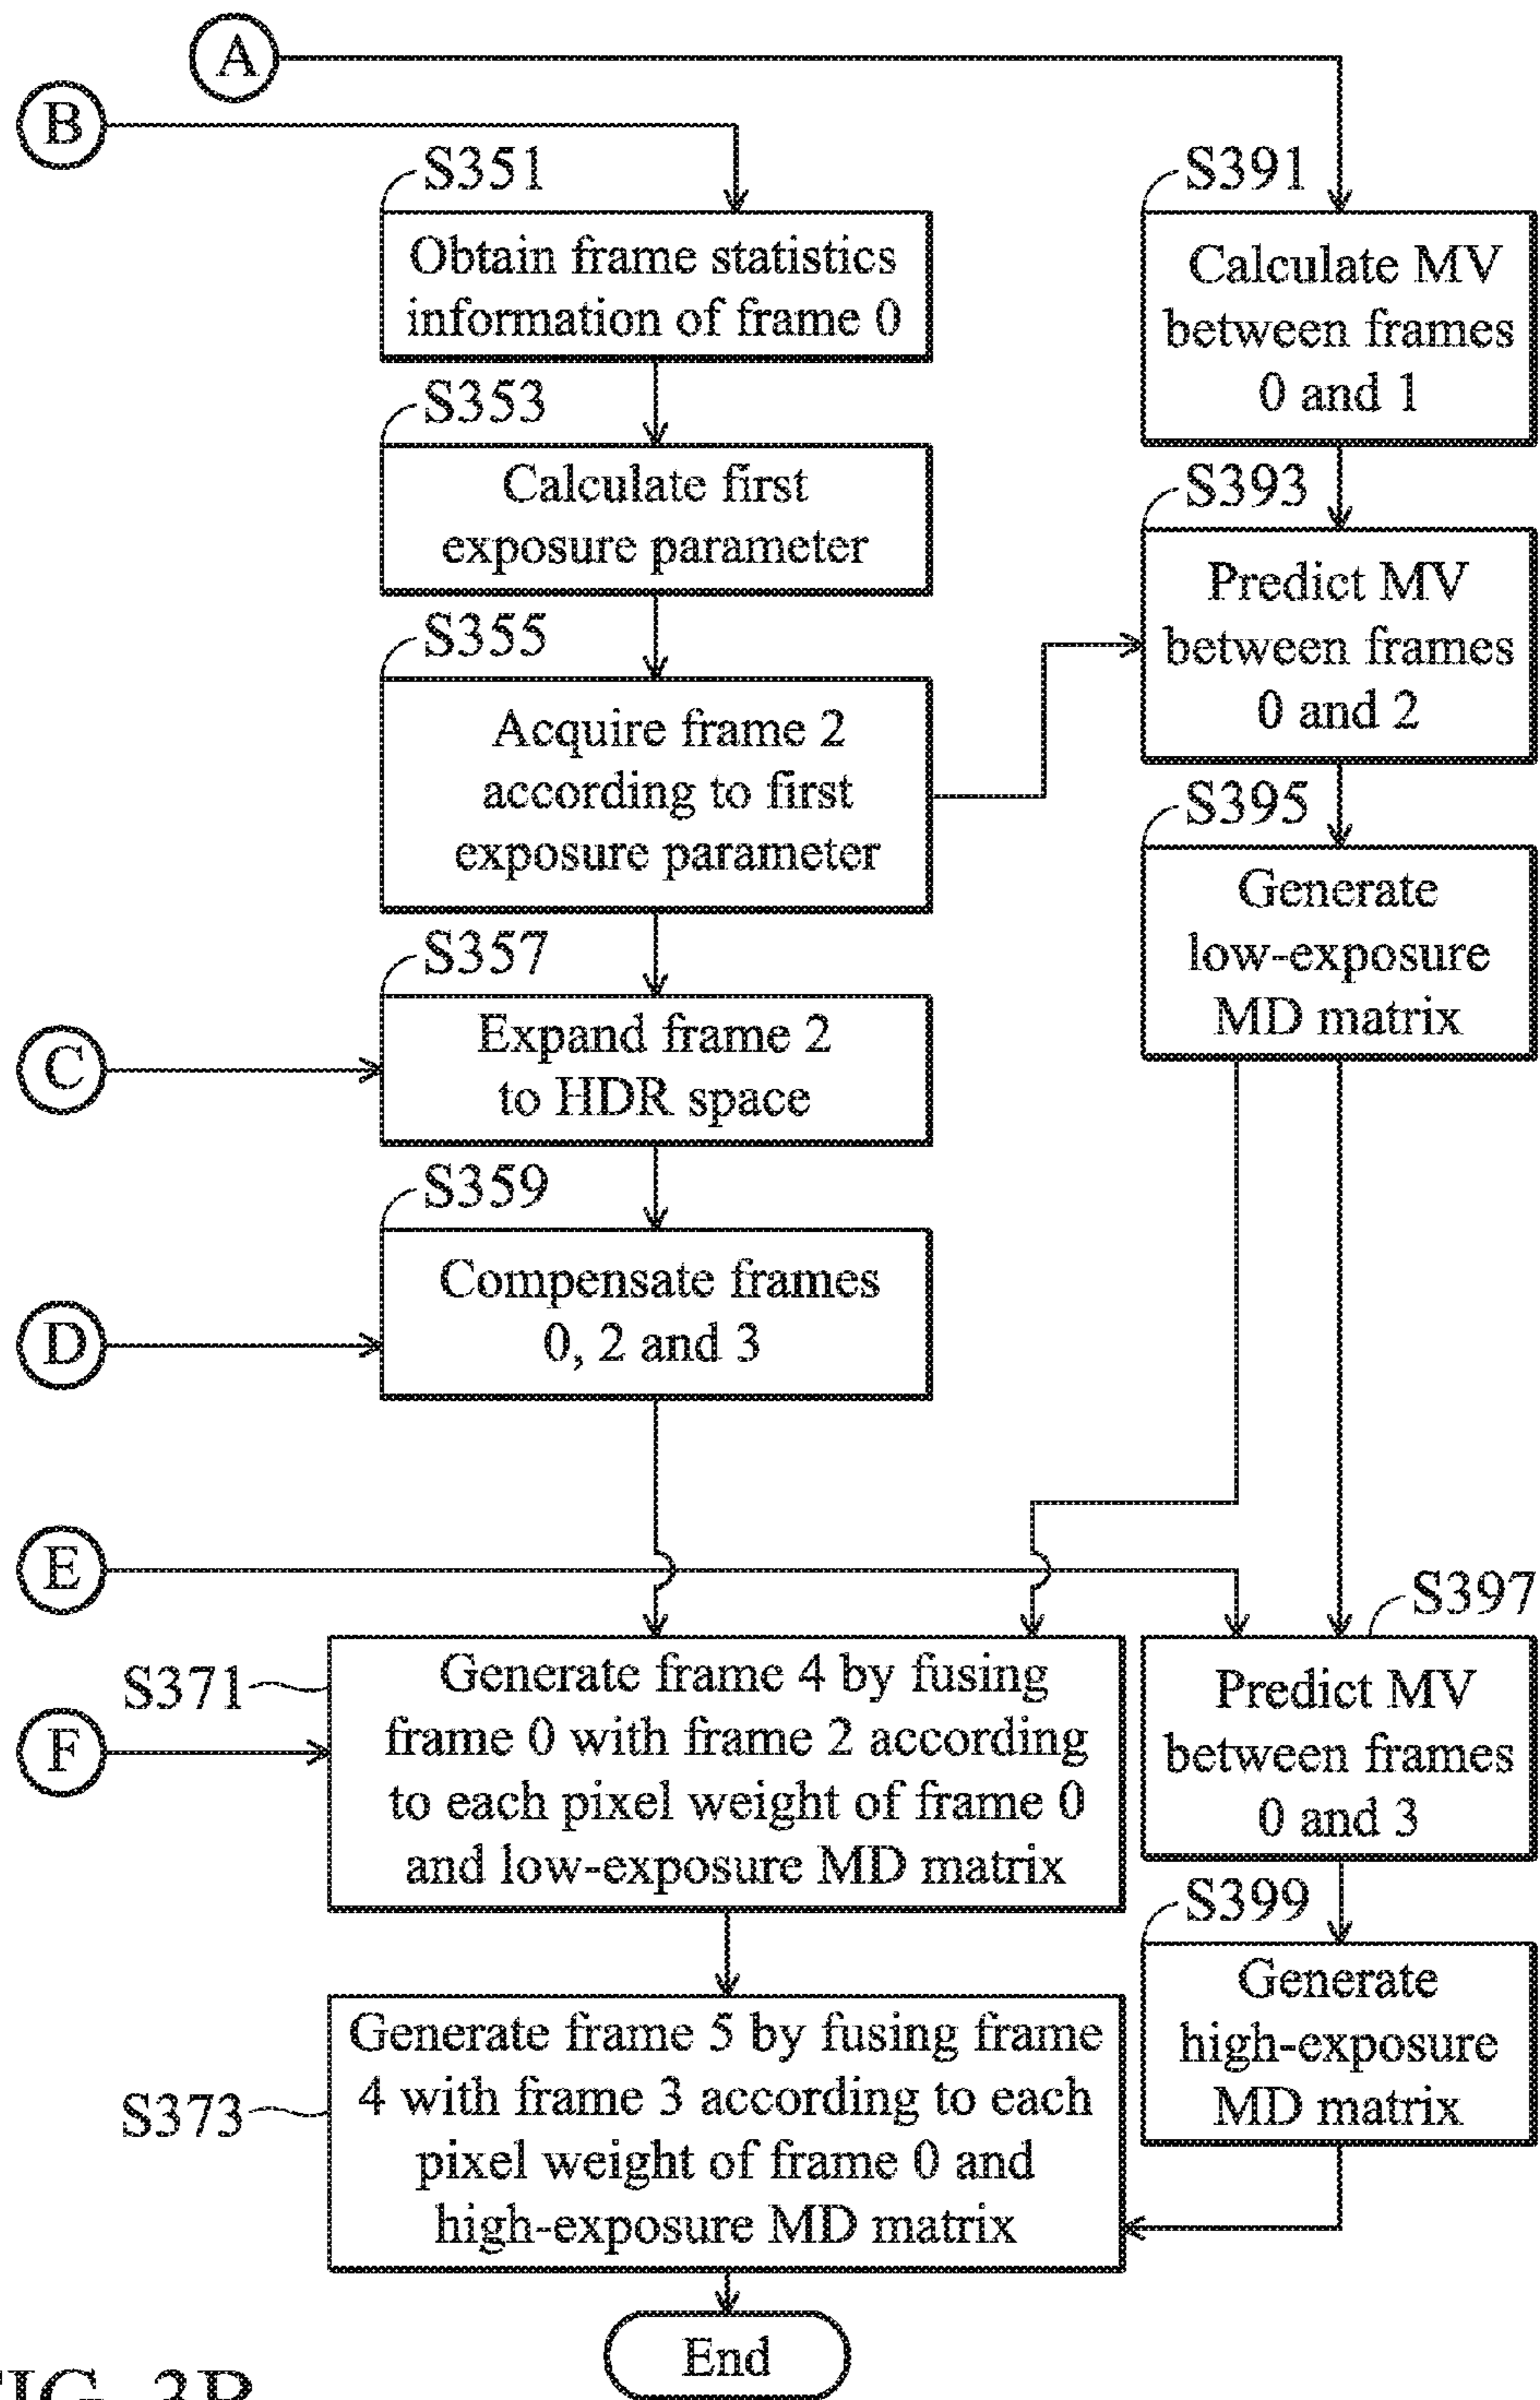 A
B
S351
Obtain frame statistics
information of frame 0
S353
Calculate first
exposure parameter
S355
Acquire frame 2
according to first
exposure parameter
S357
C
Expand frame 2
to HDR space
S359
D
Compensate frames
0, 2 and 3
S391
Calculate MV
between frames
0 and 1
S393
Predict MV
between frames
0 and 2
S395
Generate
low-exposure
MD matrix
E
S397
Predict MV
between frames
0 and 3
S399
Generate
high-exposure
MD matrix
S371
F
Generate frame 4 by fusing
frame 0 with frame 2 according
to each pixel weight of frame 0
and low-exposure MD matrix
S373
Generate frame 5 by fusing frame
4 with frame 3 according to each
pixel weight of frame 0 and
high-exposure MD matrix
End
FIG. 3B